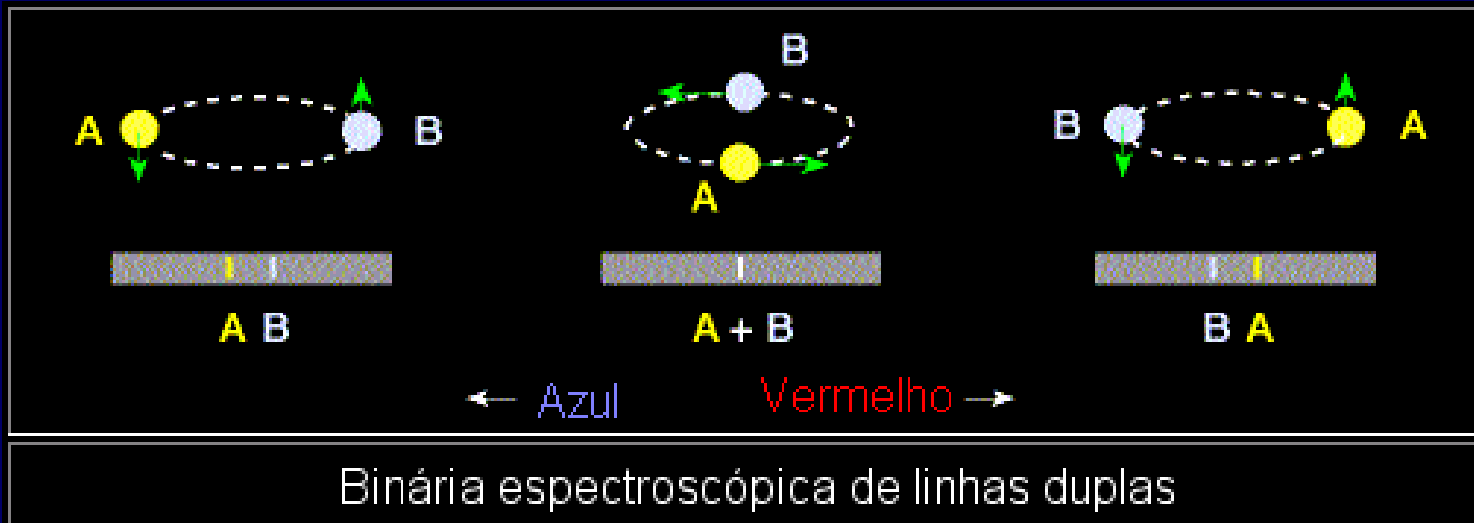 B
A B B A
A
A B A + B B A
Azul Vermelho
Binária espectroscópica de linhas duplas